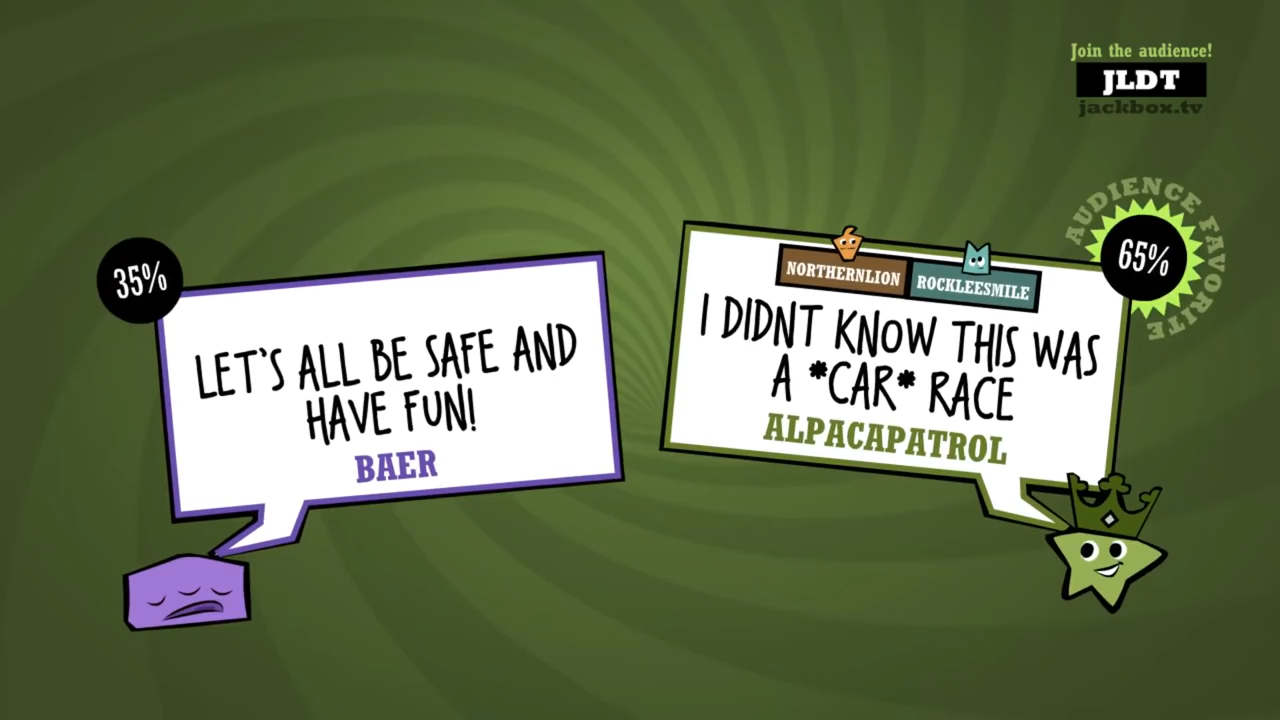 Join the audience!
JLDT
jackbox.tv
AUDIENCE FAVORITE
35%
65%
NORTHERNLION
ROCKLEESMILE
LET'S ALL BE SAFE AND
HAVE FUN!
BAER
I DIDNT KNOW THIS WAS
A *CAR* RACE
ALPACAPATROL